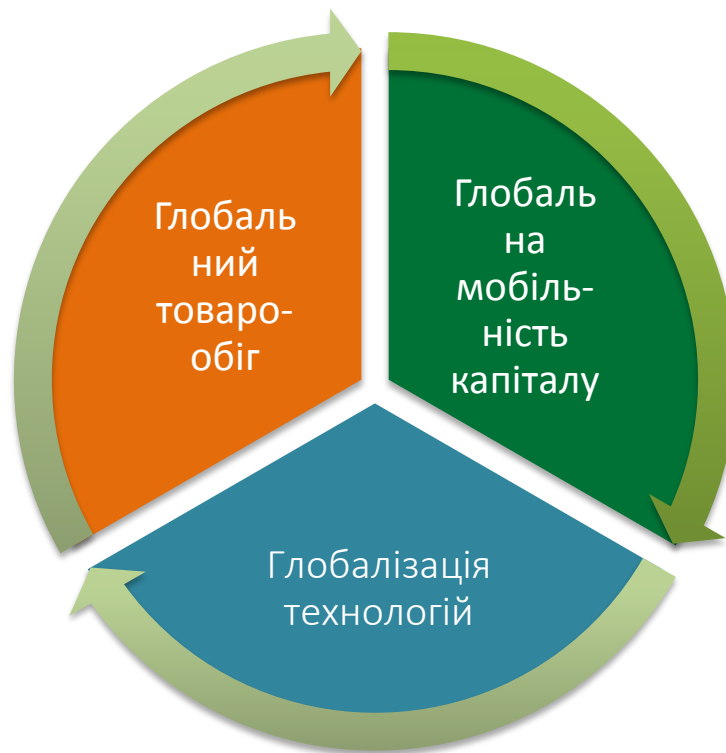 Глобаль
ний
товаро-
обіг
Глобаль
на
мобіль-
ність
капіталу
Глобалізація
технологій